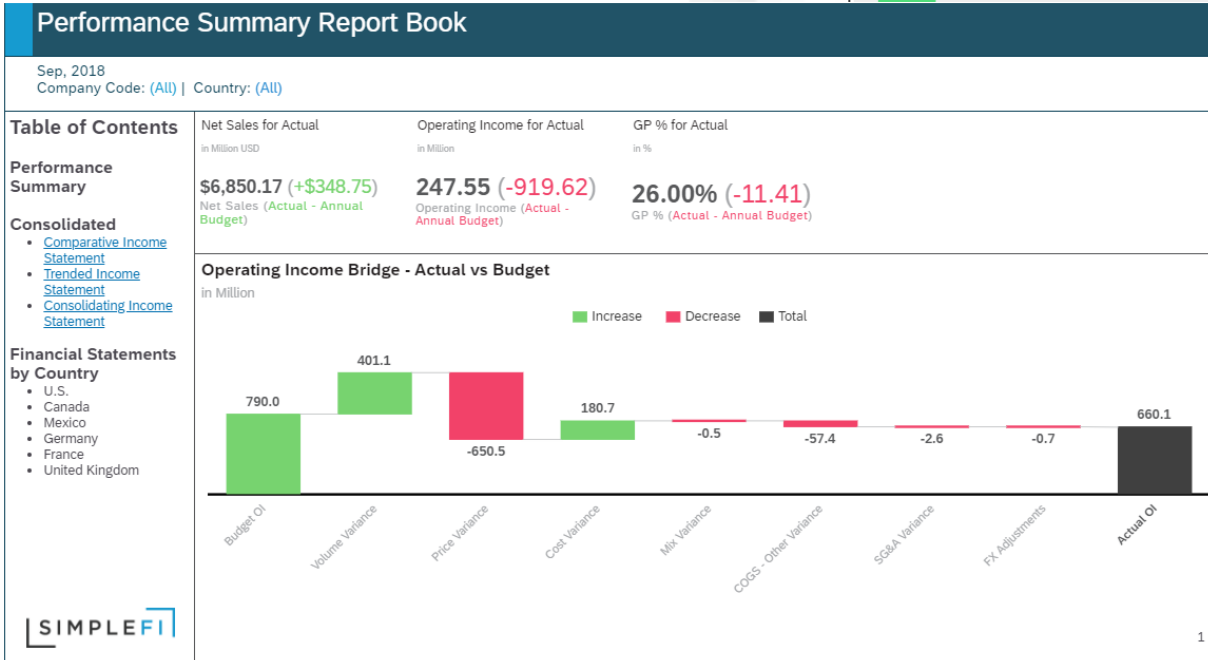 Performance Summary Report Book
Sep, 2018
Company Code: (All) | Country: (All)
Table of Contents
Performance
Summary
Consolidated
• Comparative Income
Statement
• Trended Income
Statement
• Consolidating Income
Statement
Financial Statements
by Country
• U.S.
• Canada
• Mexico
• Germany
• France
• United Kingdom
SIMPLEFI
Net Sales for Actual
in Million USD
$6,850.17 (+$348.75)
Net Sales (Actual - Annual
Budget)
Operating Income for Actual
in Million
247.55 (-919.62)
Operating Income (Actual -
Annual Budget)
GP % for Actual
in %
26.00% (-11.41)
GP % (Actual - Annual Budget)
Operating Income Bridge - Actual vs Budget
in Million
Increase Decrease Total
790.0
401.1
-650.5
180.7
-0.5
-57.4
-2.6
-0.7
660.1
Budget OI
Volume Variance
Price Variance
Cost Variance
Mix Variance
COGS - Other Variance
SG&A Variance
FX Adjustments
Actual OI
1